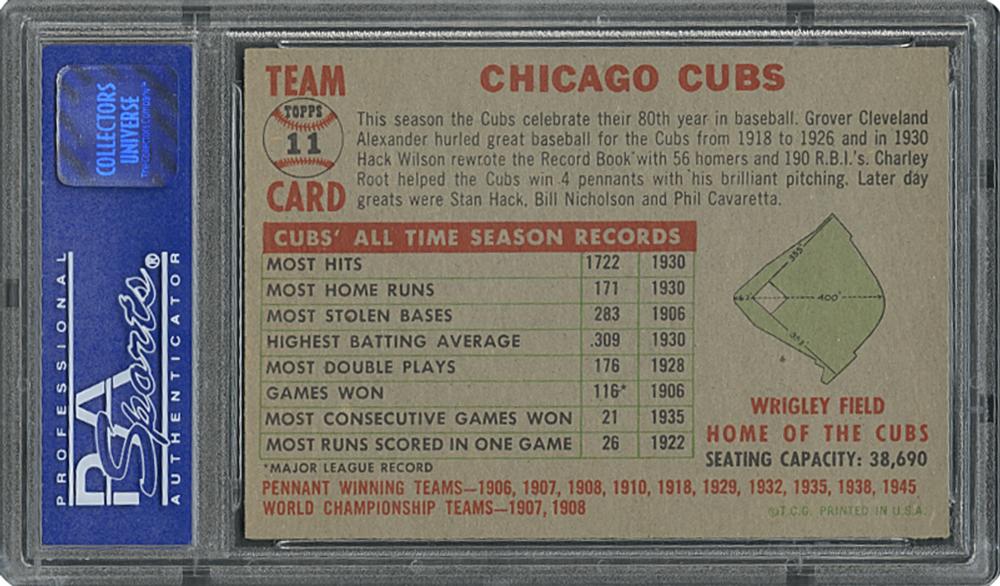 COLLECTORS
UNIVERSE
PROFESSIONAL
PSA
Sports®
AUTHENTICATOR
TEAM
TOPPS
11
CARD
CHICAGO CUBS
This season the Cubs celebrate their 80th year in baseball. Grover Cleveland
Alexander hurled great baseball for the Cubs from 1918 to 1926 and in 1930
Hack Wilson rewrote the Record Book with 56 homers and 190 R.B.I.'s. Charley
Root helped the Cubs win 4 pennants with his brilliant pitching. Later day
greats were Stan Hack, Bill Nicholson and Phil Cavaretta.
CUBS' ALL TIME SEASON RECORDS
MOST HITS 1722 1930
MOST HOME RUNS 171 1930
MOST STOLEN BASES 283 1906
HIGHEST BATTING AVERAGE .309 1930
MOST DOUBLE PLAYS 176 1928
GAMES WON 116* 1906
MOST CONSECUTIVE GAMES WON 21 1935
MOST RUNS SCORED IN ONE GAME 26 1922
*MAJOR LEAGUE RECORD
355'
400'
WRIGLEY FIELD
HOME OF THE CUBS
SEATING CAPACITY: 38,690
PENNANT WINNING TEAMS—1906, 1907, 1908, 1910, 1918, 1929, 1932, 1935, 1938, 1945
WORLD CHAMPIONSHIP TEAMS—1907, 1908
©T.C.G. PRINTED IN U.S.A.